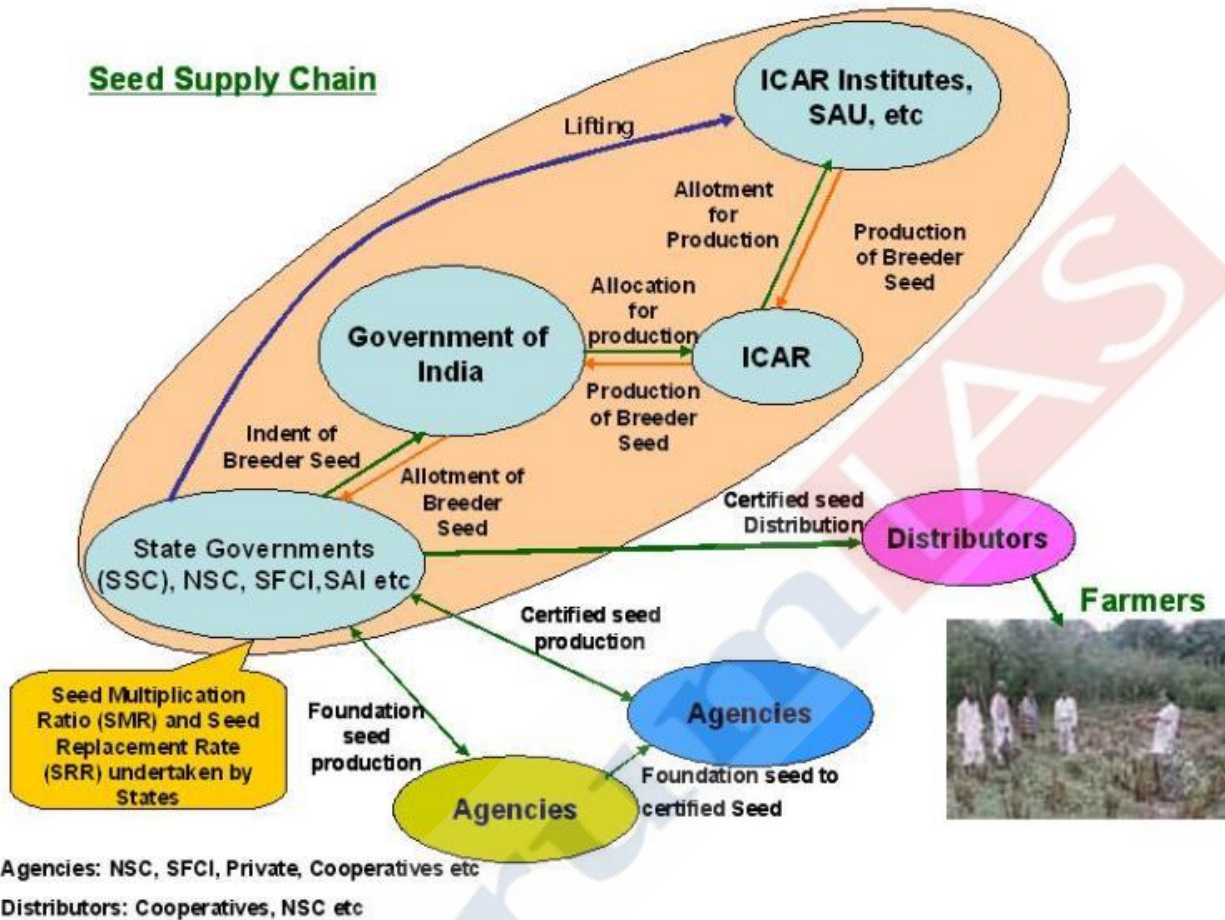 Seed Supply Chain
ICAR Institutes,
SAU, etc
Lifting
Allotment
for
Production
Production
of Breeder
Seed
Allocation
for
production
Government of
India
ICAR
Production
of Breeder
Seed
Indent of
Breeder Seed
Allotment of
Breeder
Seed
Certified seed
Distribution
Distributors
State Governments
(SSC), NSC, SFCI,SAI etc
Farmers
Certified seed
production
Seed Multiplication
Ratio (SMR) and Seed
Replacement Rate
(SRR) undertaken by
States
Foundation
seed
production
Agencies
Foundation seed to
certified Seed
Agencies
Agencies: NSC, SFCI, Private, Cooperatives etc
Distributors: Cooperatives, NSC etc
rumIAS